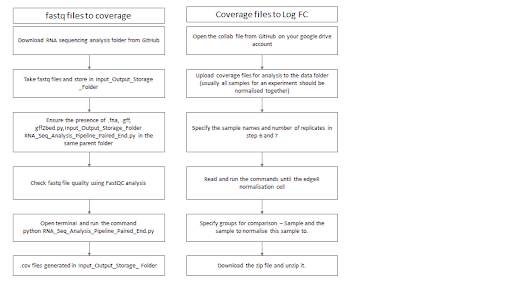 fastq files to coverage
Download RNA sequencing analysis folder from GitHub
Take fastq files and store in Input_Output_Storage
_Folder
Ensure the presence of .fna, .gff,
gff2bed.py,Input_Output_Storage_Folder
RNA_Seq_Analysis_Pipeline_Paired_End.py in the
same parent folder
Check fastq file quality using FastQC analysis
Open terminal and run the command
python RNA_Seq_Analysis_Pipeline_Paired_End.py
.cov files generated in Input_Output_Storage_ Folder
Coverage files to Log FC
Open the collab file from GitHub on your google drive
account
Upload coverage files for analysis to the data folder
(usually all samples for an experiment should be
normalised together)
Specify the sample names and number of replicates in
step 6 and 7
Read and run the commands until the edgeR
normalisation cell
Specify groups for comparison – Sample and the
sample to normalise this sample to.
Download the zip file and unzip it.